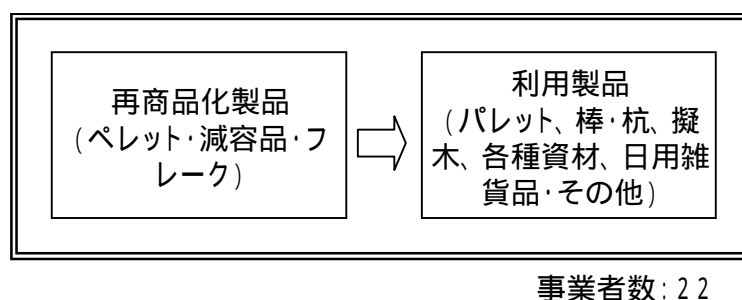 再商品化製品
(ペレット・減容品・フ
レーク)
利用製品
(パレット、棒・杭、擬
木、各種資材、日用雑
貨品・その他)
事業者数:22